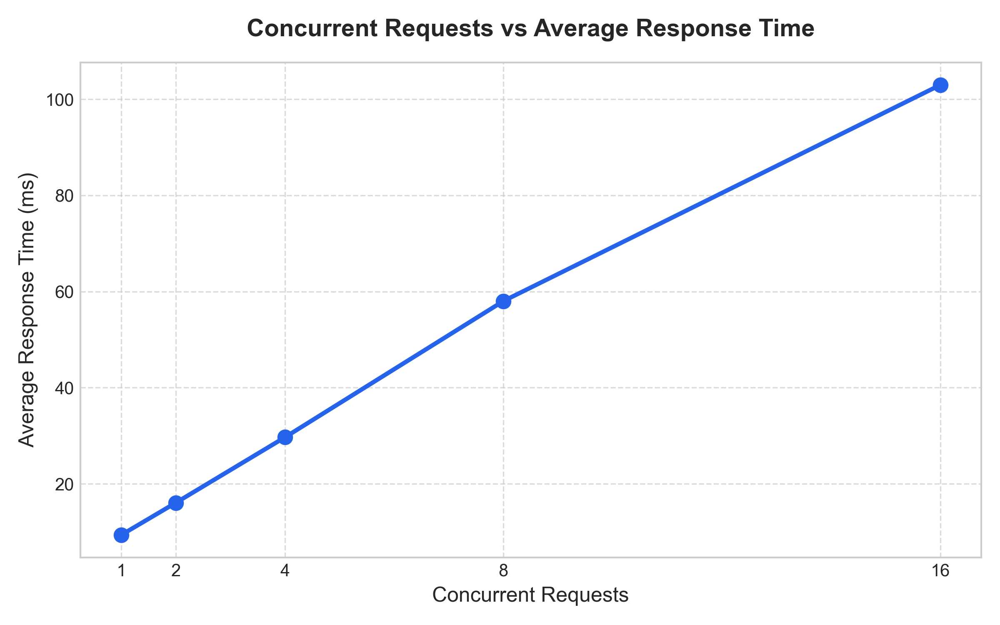 Concurrent Requests vs Average Response Time
Average Response Time (ms)
100
80
60
40
20
1 2 4 8 16
Concurrent Requests